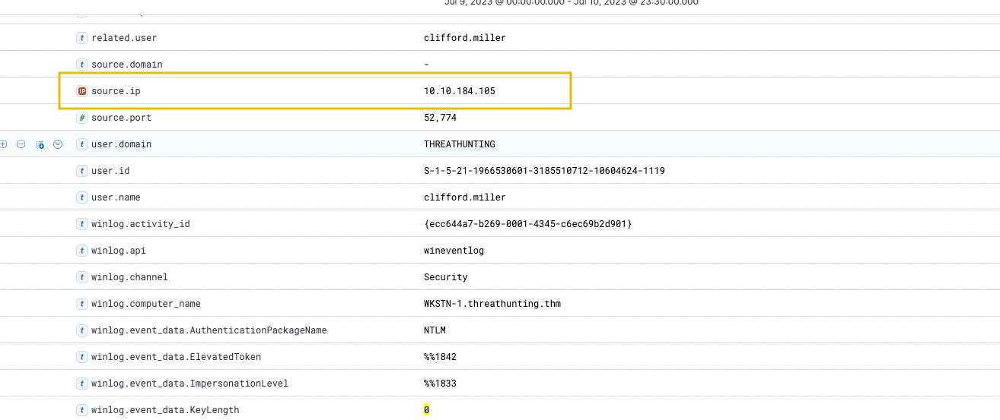 Jul 9, 2023 @ 00:00:00.000 - Jul 10, 2023 @ 23:30:00.000
t related.user clifford.miller
t source.domain -
IP source.ip 10.10.184.105
# source.port 52,774
t user.domain THREATHUNTING
t user.id S-1-5-21-1966530601-3185510712-10604624-1119
t user.name clifford.miller
t winlog.activity_id {ecc644a7-b269-0001-4345-c6ec69b2d901}
t winlog.api wineventlog
t winlog.channel Security
t winlog.computer_name WKSTN-1.threathunting.thm
t winlog.event_data.AuthenticationPackageName NTLM
t winlog.event_data.ElevatedToken %%1842
t winlog.event_data.ImpersonationLevel %%1833
t winlog.event_data.KeyLength 0